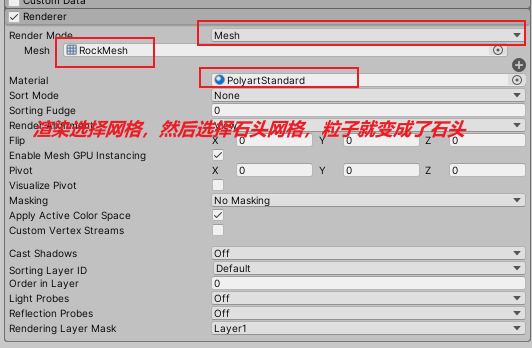 Custom Data
Renderer
Render Mode Mesh
Mesh RockMesh
Material PolyartStandard
Sort Mode None
Sorting Fudge 0
渲染选择网格，然后选择石头网格，粒子就变成了石头
Flip X 0 Y 0 Z 0
Enable Mesh GPU Instancing
Pivot X 0 Y 0 Z 0
Visualize Pivot
Masking No Masking
Apply Active Color Space
Custom Vertex Streams
Cast Shadows Off
Sorting Layer ID Default
Order in Layer 0
Light Probes Off
Reflection Probes Off
Rendering Layer Mask Layer1